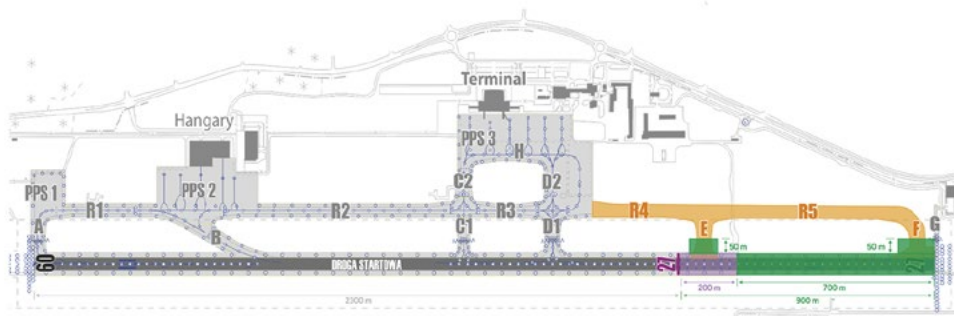 Terminal
Hangary
PPS 3
H
PPS 2
C2
D2
PPS 1
R1
R2
R3
R4
R5
A
B
C1
D1
E
F
G
50 m
50 m
09
DROGA STARTOWA
27
27
200 m
700 m
2300 m
900 m